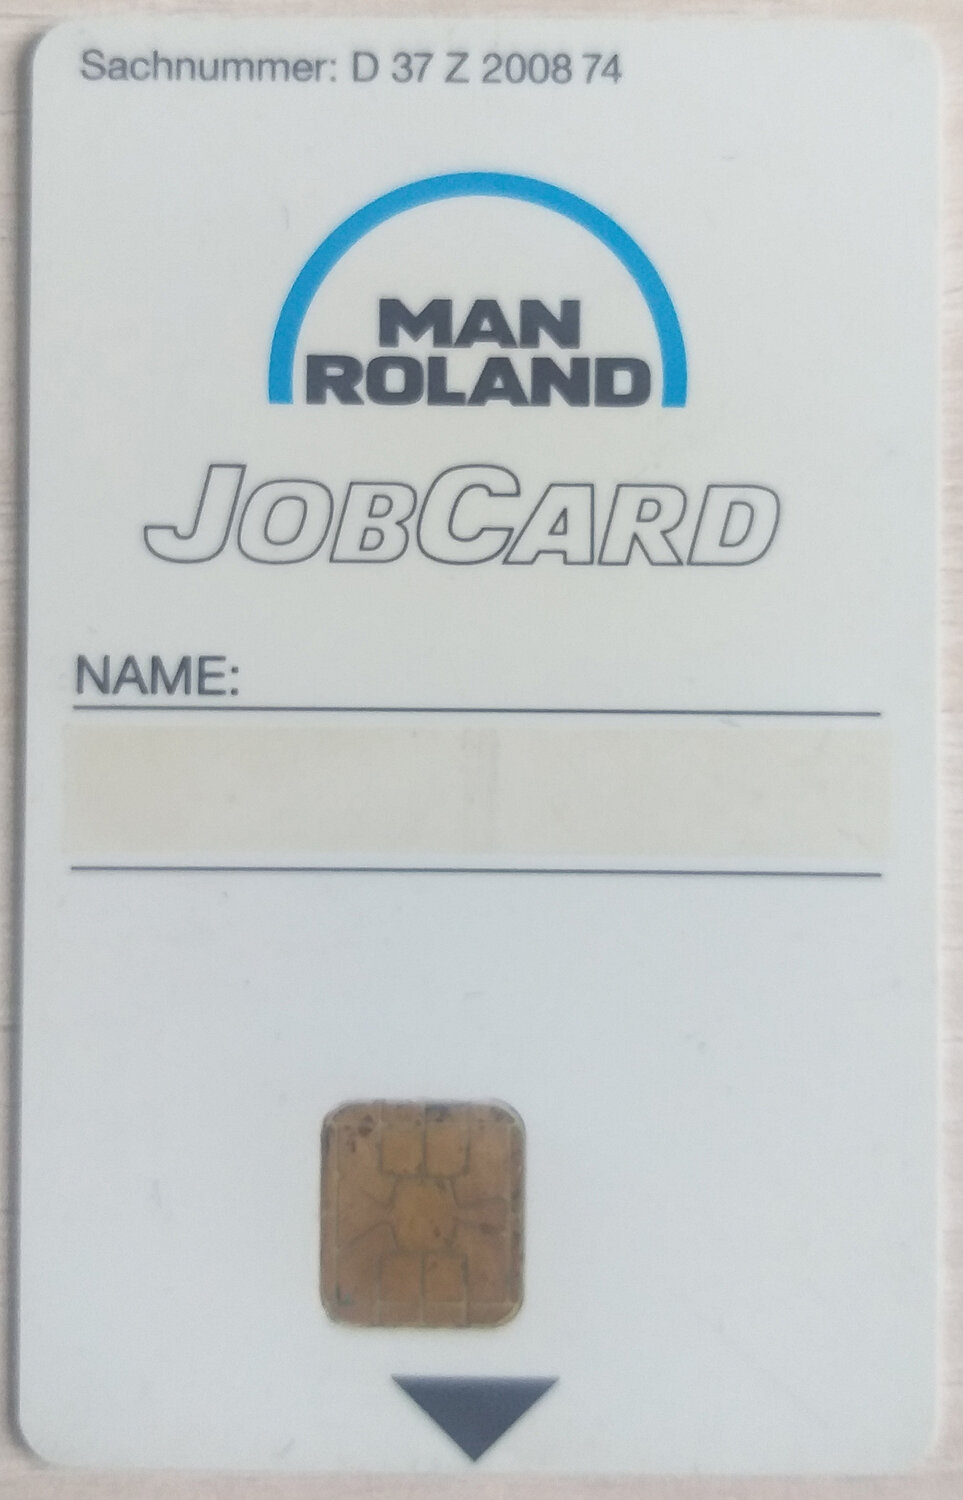 Sachnummer: D 37 Z 2008 74
MAN
ROLAND
JOBCARD
NAME: